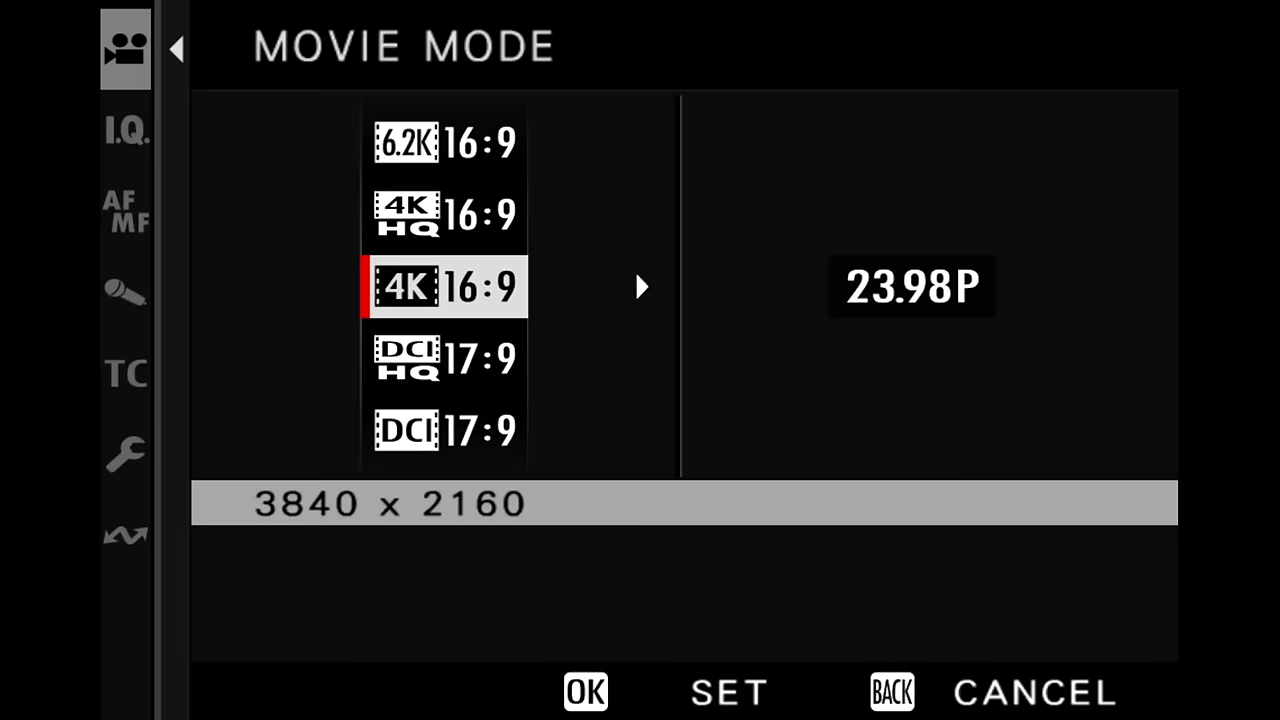 MOVIE MODE
I.Q.
AF
MF
TC
6.2K 16:9
4K HQ 16:9
4K 16:9
23.98P
DCI HQ 17:9
DCI 17:9
3840 x 2160
OK SET BACK CANCEL